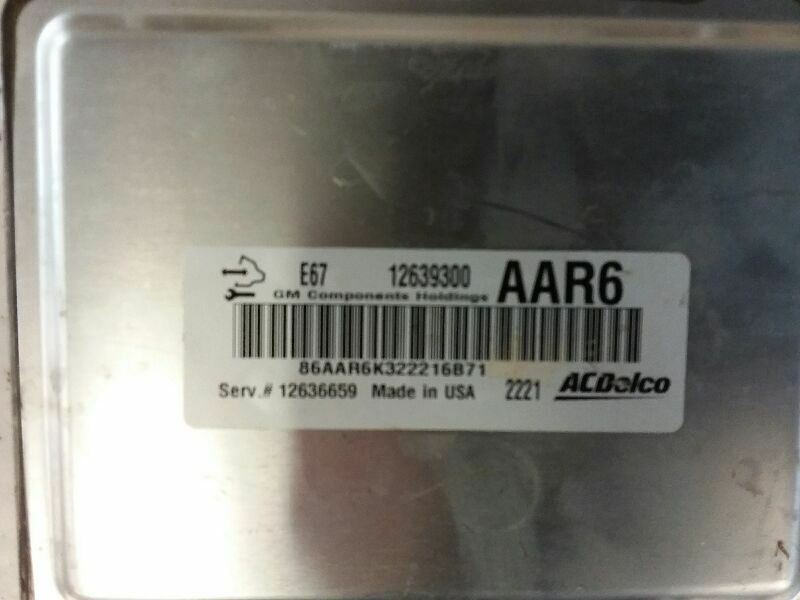 E67 12639300 AAR6
GM Components Holdings
86AAR6K322216B71
Serv.# 12636659 Made in USA 2221 ACDelco